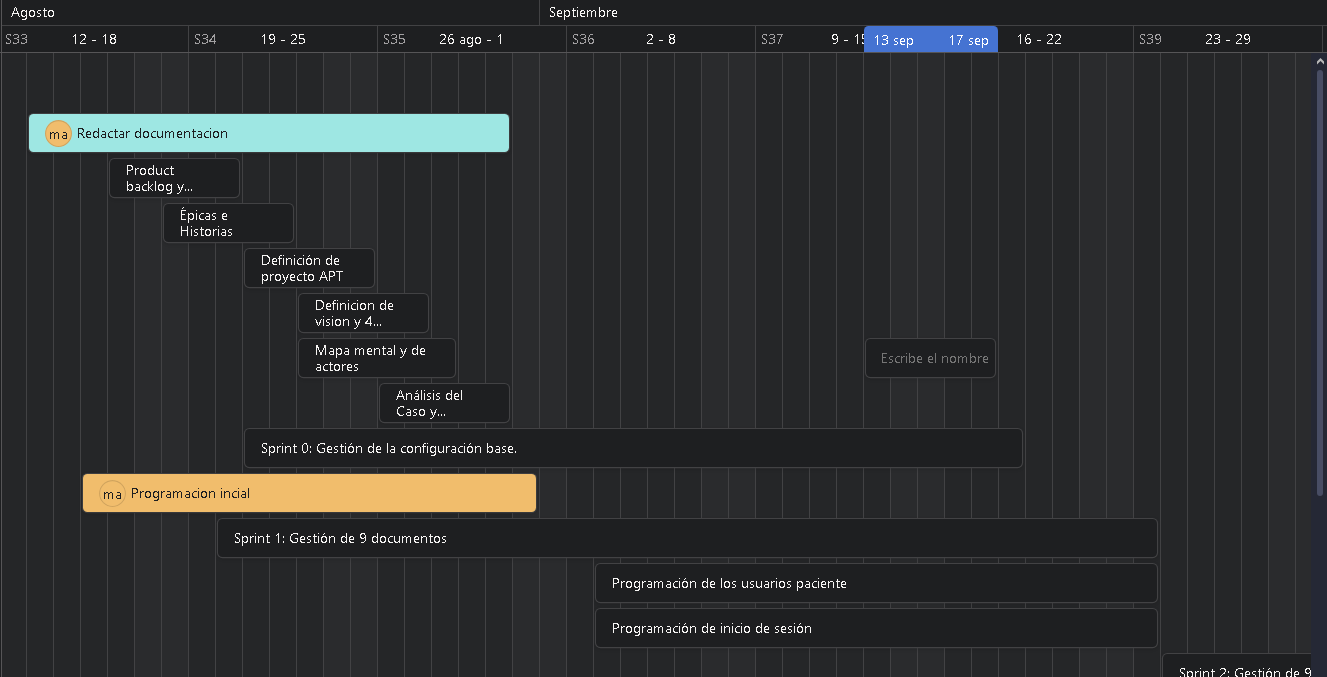 Agosto
Septiembre
S33 12 - 18 S34 19 - 25 S35 26 ago - 1 S36 2 - 8 S37 9 - 15 13 sep 17 sep 16 - 22 S39 23 - 29
ma Redactar documentacion
Product
backlog y...
Épicas e
Historias
Definición de
proyecto APT
Definicion de
vision y 4...
Mapa mental y de
actores
Escribe el nombre
Análisis del
Caso y...
Sprint 0: Gestión de la configuración base.
ma Programacion incial
Sprint 1: Gestión de 9 documentos
Programación de los usuarios paciente
Programación de inicio de sesión
Sprint 2: Gestión de 9